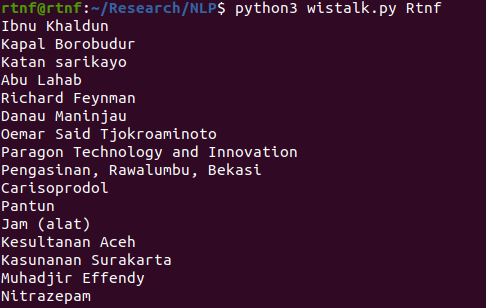 rtnf@rtnf:~/Research/NLP$ python3 wistalk.py Rtnf
Ibnu Khaldun
Kapal Borobudur
Katan sarikayo
Abu Lahab
Richard Feynman
Danau Maninjau
Oemar Said Tjokroaminoto
Paragon Technology and Innovation
Pengasinan, Rawalumbu, Bekasi
Carisoprodol
Pantun
Jam (alat)
Kesultanan Aceh
Kasunanan Surakarta
Muhadjir Effendy
Nitrazepam